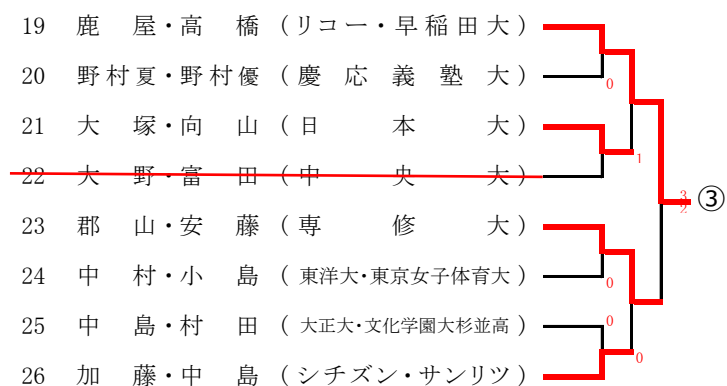 19 鹿屋・高橋 (リコー・早稲田大)
20 野村夏・野村優 (慶応義塾大)
0
21 大塚・向山 (日本大)
1
22 大野・富田 (中央大)
3
2
③
23 郡山・安藤 (専修大)
24 中村・小島 (東洋大・東京女子体育大)
0
25 中島・村田 (大正大・文化学園大杉並高)
0
0
26 加藤・中島 (シチズン・サンリツ)